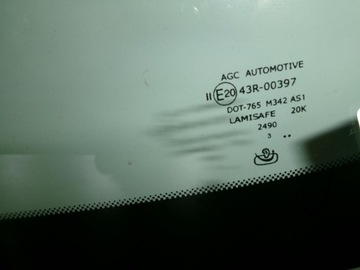 AGC AUTOMOTIVE
II E20 43R-00397
DOT-765 M342 AS1
LAMISAFE 20K
2490
3 ..